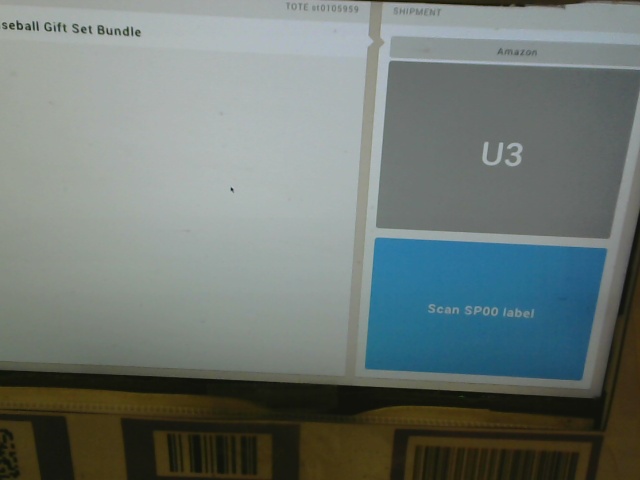 TOTE st0105959
SHIPMENT
seball Gift Set Bundle
Amazon
U3
Scan SP00 label